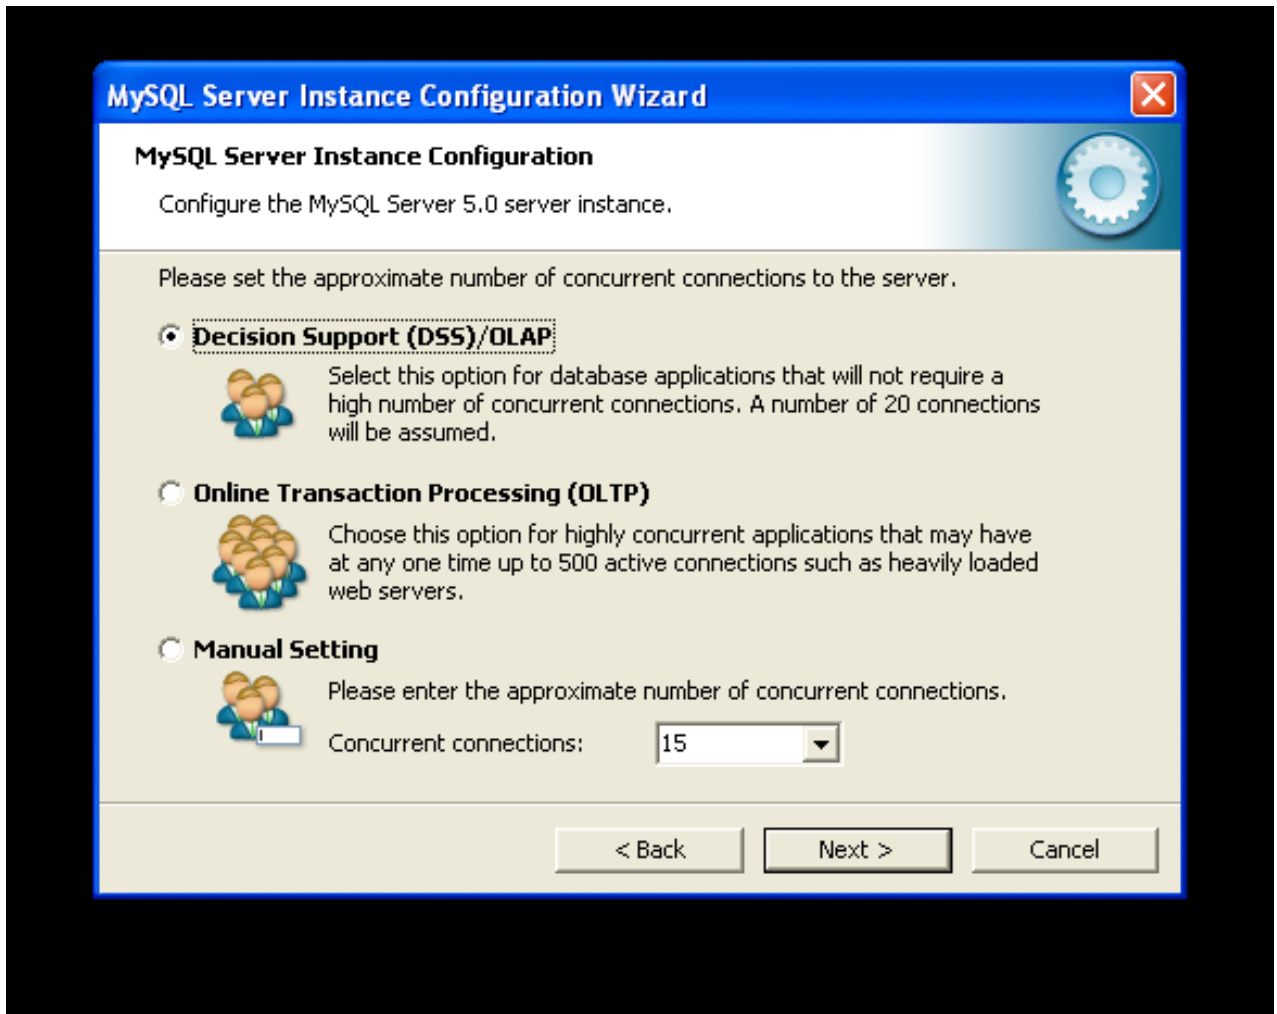 MySQL Server Instance Configuration Wizard
MySQL Server Instance Configuration
Configure the MySQL Server 5.0 server instance.
Please set the approximate number of concurrent connections to the server.
Decision Support (DSS)/OLAP
Select this option for database applications that will not require a
high number of concurrent connections. A number of 20 connections
will be assumed.
Online Transaction Processing (OLTP)
Choose this option for highly concurrent applications that may have
at any one time up to 500 active connections such as heavily loaded
web servers.
Manual Setting
Please enter the approximate number of concurrent connections.
Concurrent connections: 15
< Back Next > Cancel